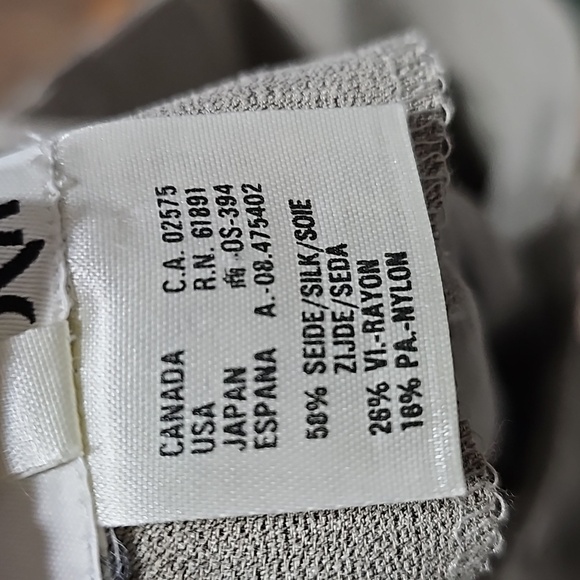 CANADA C.A. 02575
USA R.N. 61891
JAPAN 商-OS-394
ESPANA A.-08.475402
58% SEIDE/SILK/SOIE
ZIJDE/SEDA
26% VI.-RAYON
16% PA.-NYLON